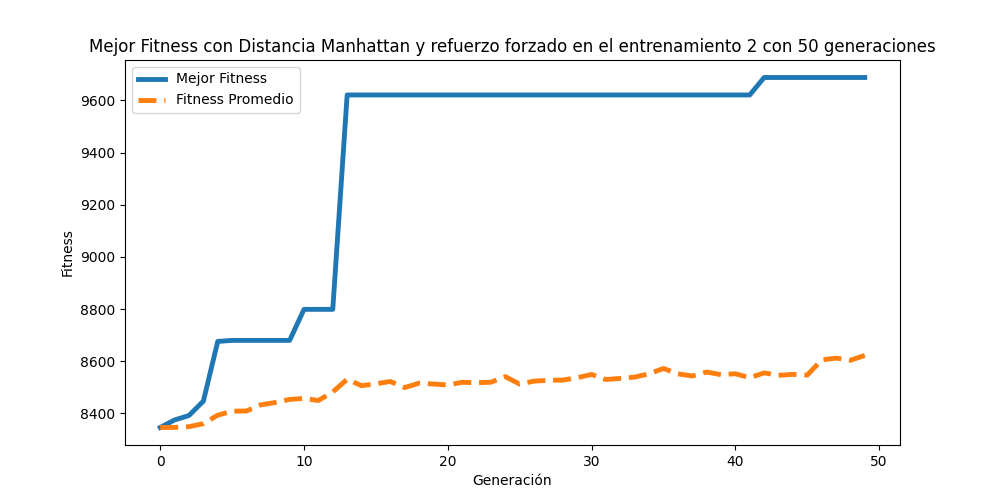 Mejor Fitness con Distancia Manhattan y refuerzo forzado en el entrenamiento 2 con 50 generaciones
Mejor Fitness
Fitness Promedio
9600
9400
9200
9000
8800
8600
8400
Fitness
0 10 20 30 40 50
Generación